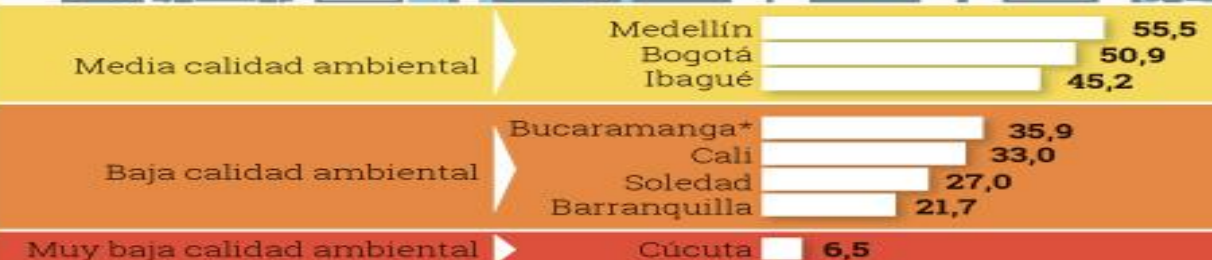 Media calidad ambiental
Medellín 55,5
Bogotá 50,9
Ibagué 45,2
Baja calidad ambiental
Bucaramanga* 35,9
Cali 33,0
Soledad 27,0
Barranquilla 21,7
Muy baja calidad ambiental
Cúcuta 6,5